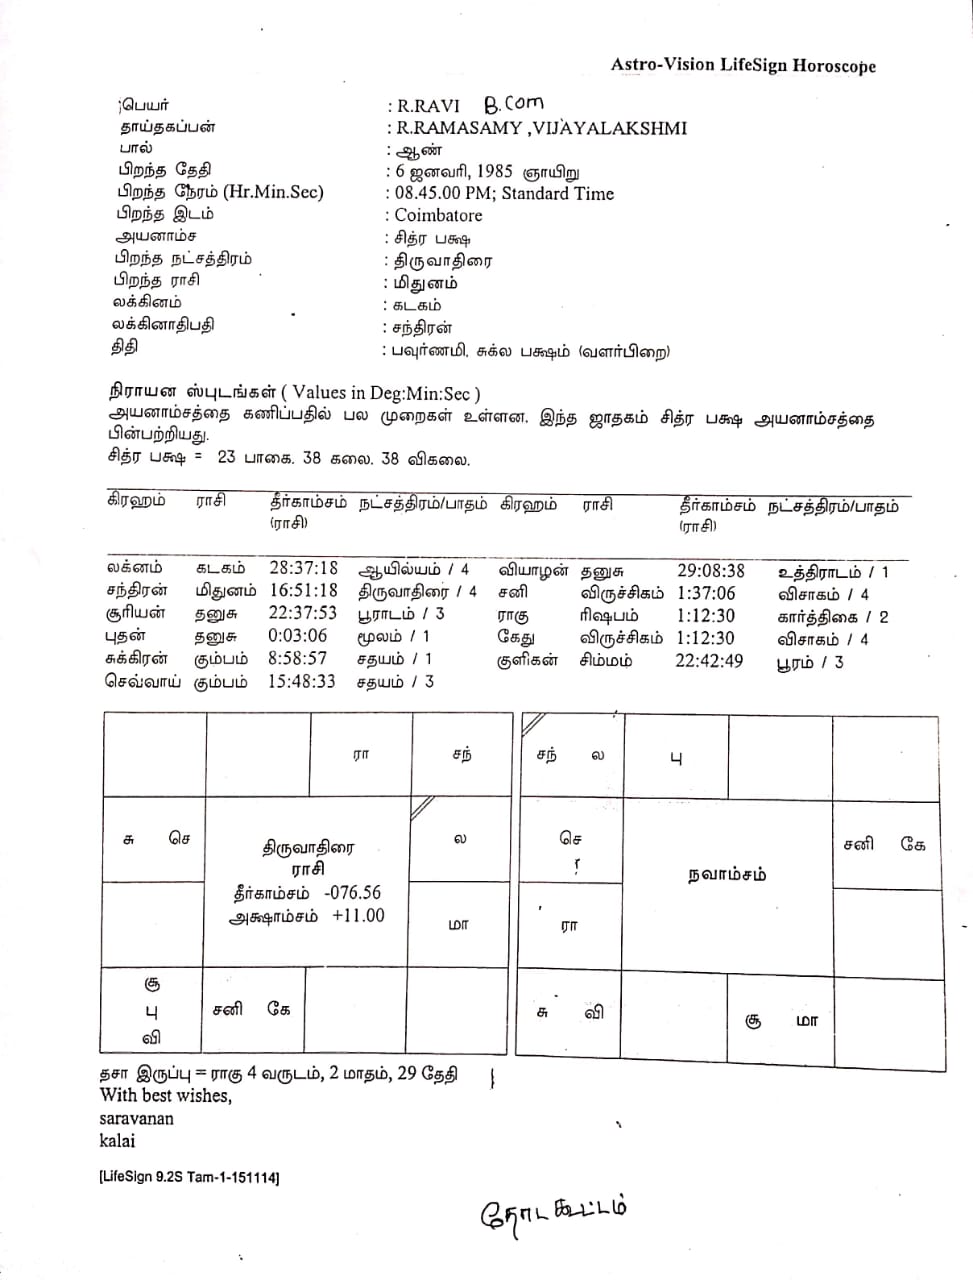 Astro-Vision LifeSign Horoscope
பெயர் : R.RAVI B.Com
தாய்தகப்பன் : R.RAMASAMY ,VIJAYALAKSHMI
பால் : ஆண்
பிறந்த தேதி : 6 ஜனவரி, 1985 ஞாயிறு
பிறந்த நேரம் (Hr.Min.Sec) : 08.45.00 PM; Standard Time
பிறந்த இடம் : Coimbatore
அயனாம்ச : சித்ர பக்ஷ
பிறந்த நட்சத்திரம் : திருவாதிரை
பிறந்த ராசி : மிதுனம்
லக்கினம் : கடகம்
லக்கினாதிபதி : சந்திரன்
திதி : பவுர்ணமி, சுக்ல பக்ஷம் (வளர்பிறை)
நிராயன ஸ்புடங்கள் ( Values in Deg:Min:Sec )
அயனாம்சத்தை கணிப்பதில் பல முறைகள் உள்ளன. இந்த ஜாதகம் சித்ர பக்ஷ அயனாம்சத்தை
பின்பற்றியது.
சித்ர பக்ஷ = 23 பாகை. 38 கலை. 38 விகலை.
கிரஹம் ராசி தீர்காம்சம் நட்சத்திரம்/பாதம் கிரஹம் ராசி தீர்காம்சம் நட்சத்திரம்/பாதம்
(ராசி) (ராசி)
லக்னம் கடகம் 28:37:18 ஆயில்யம் / 4 வியாழன் தனுசு 29:08:38 உத்திராடம் / 1
சந்திரன் மிதுனம் 16:51:18 திருவாதிரை / 4 சனி விருச்சிகம் 1:37:06 விசாகம் / 4
சூரியன் தனுசு 22:37:53 பூராடம் / 3 ராகு ரிஷபம் 1:12:30 கார்த்திகை / 2
புதன் தனுசு 0:03:06 மூலம் / 1 கேது விருச்சிகம் 1:12:30 விசாகம் / 4
சுக்கிரன் கும்பம் 8:58:57 சதயம் / 1 குளிகன் சிம்மம் 22:42:49 பூரம் / 3
செவ்வாய் கும்பம் 15:48:33 சதயம் / 3
ரா சந் சந் ல பு
சு செ ல செ சனி கே
திருவாதிரை
ராசி
தீர்காம்சம் -076.56
அக்ஷாம்சம் +11.00
நவாம்சம்
மா ரா
சூ
பு
வி
சனி கே சு வி சூ மா
தசா இருப்பு = ராகு 4 வருடம், 2 மாதம், 29 தேதி
With best wishes,
saravanan
kalai
[LifeSign 9.2S Tam-1-151114]